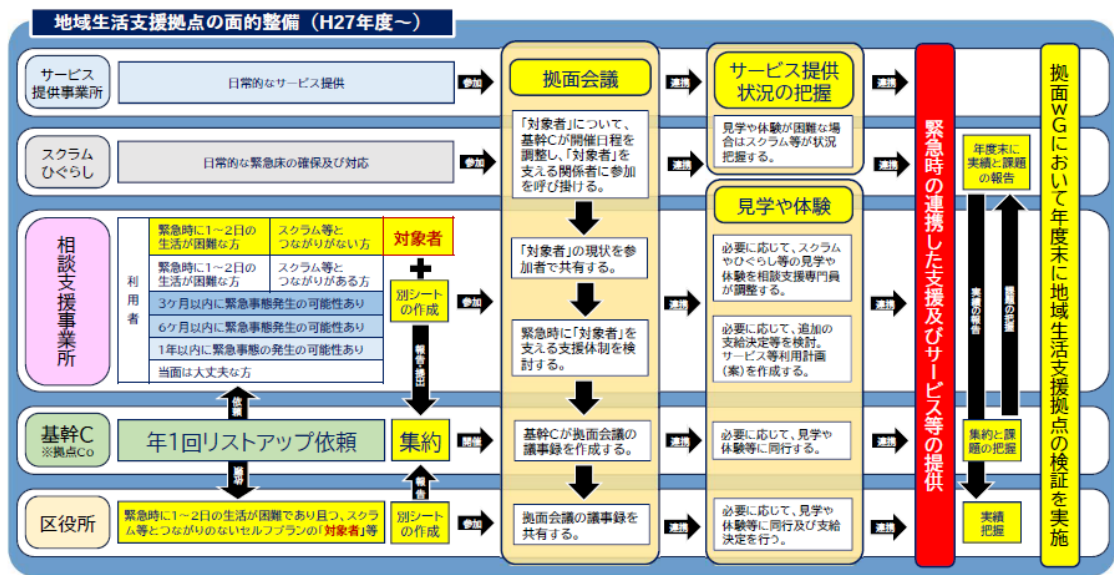 地域生活支援拠点の面的整備（H27年度～）
サービス
提供事業所
日常的なサービス提供
参加
拠面会議
連携
サービス提供
状況の把握
連携
スクラム
ひぐらし
日常的な緊急床の確保及び対応
参加
「対象者」について、
基幹Cが開催日程を
調整し、「対象者」を
支える関係者に参加
を呼び掛ける。
連携
見学や体験が困難な場
合はスクラム等が状況
把握する。
連携
年度末に
実績と課題
の報告
相談支援事業所
利用者
緊急時に1～2日の
生活が困難な方
スクラム等と
つながりがない方
対象者
緊急時に1～2日の
生活が困難な方
スクラム等と
つながりがある方
3ケ月以内に緊急事態発生の可能性あり
6ケ月以内に緊急事態発生の可能性あり
1年以内に緊急事態の発生の可能性あり
当面は大丈夫な方
＋
別シート
の作成
参加
報告・提出
「対象者」の現状を参
加者で共有する。
緊急時に「対象者」を
支える支援体制を検
討する。
連携
見学や体験
必要に応じて、スクラム
やひぐらし等の見学や
体験を相談支援専門員
が調整する。
必要に応じて、追加の
支給決定等を検討。
サービス等利用計画
（案）を作成する。
連携
実績の報告
課題の把握
依頼
基幹C
※拠点Co
年1回リストアップ依頼
集約
開催
基幹Cが拠面会議の
議事録を作成する。
連携
必要に応じて、見学や
体験等に同行する。
連携
集約と課
題の把握
報告
区役所
緊急時に1～2日の生活が困難であり且つ、スクラ
ム等とつながりのないセルフプランの「対象者」等
別シート
の作成
参加
拠面会議の議事録を
共有する。
連携
必要に応じて、見学や
体験等に同行及び支給
決定を行う。
連携
実績
把握
緊急時の連携した支援及びサービス等の提供
拠面WGにおいて年度末に地域生活支援拠点の検証を実施